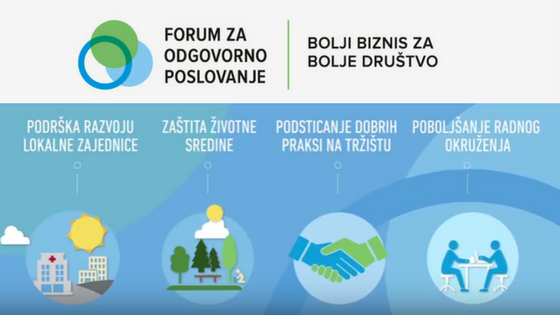 FORUM ZA
ODGOVORNO
POSLOVANJE
BOLJI BIZNIS ZA
BOLJE DRUŠTVO
PODRŠKA RAZVOJU
LOKALNE ZAJEDNICE
ZAŠTITA ŽIVOTNE
SREDINE
PODSTICANJE DOBRIH
PRAKSI NA TRŽIŠTU
POBOLJŠANJE RADNOG
OKRUŽENJA